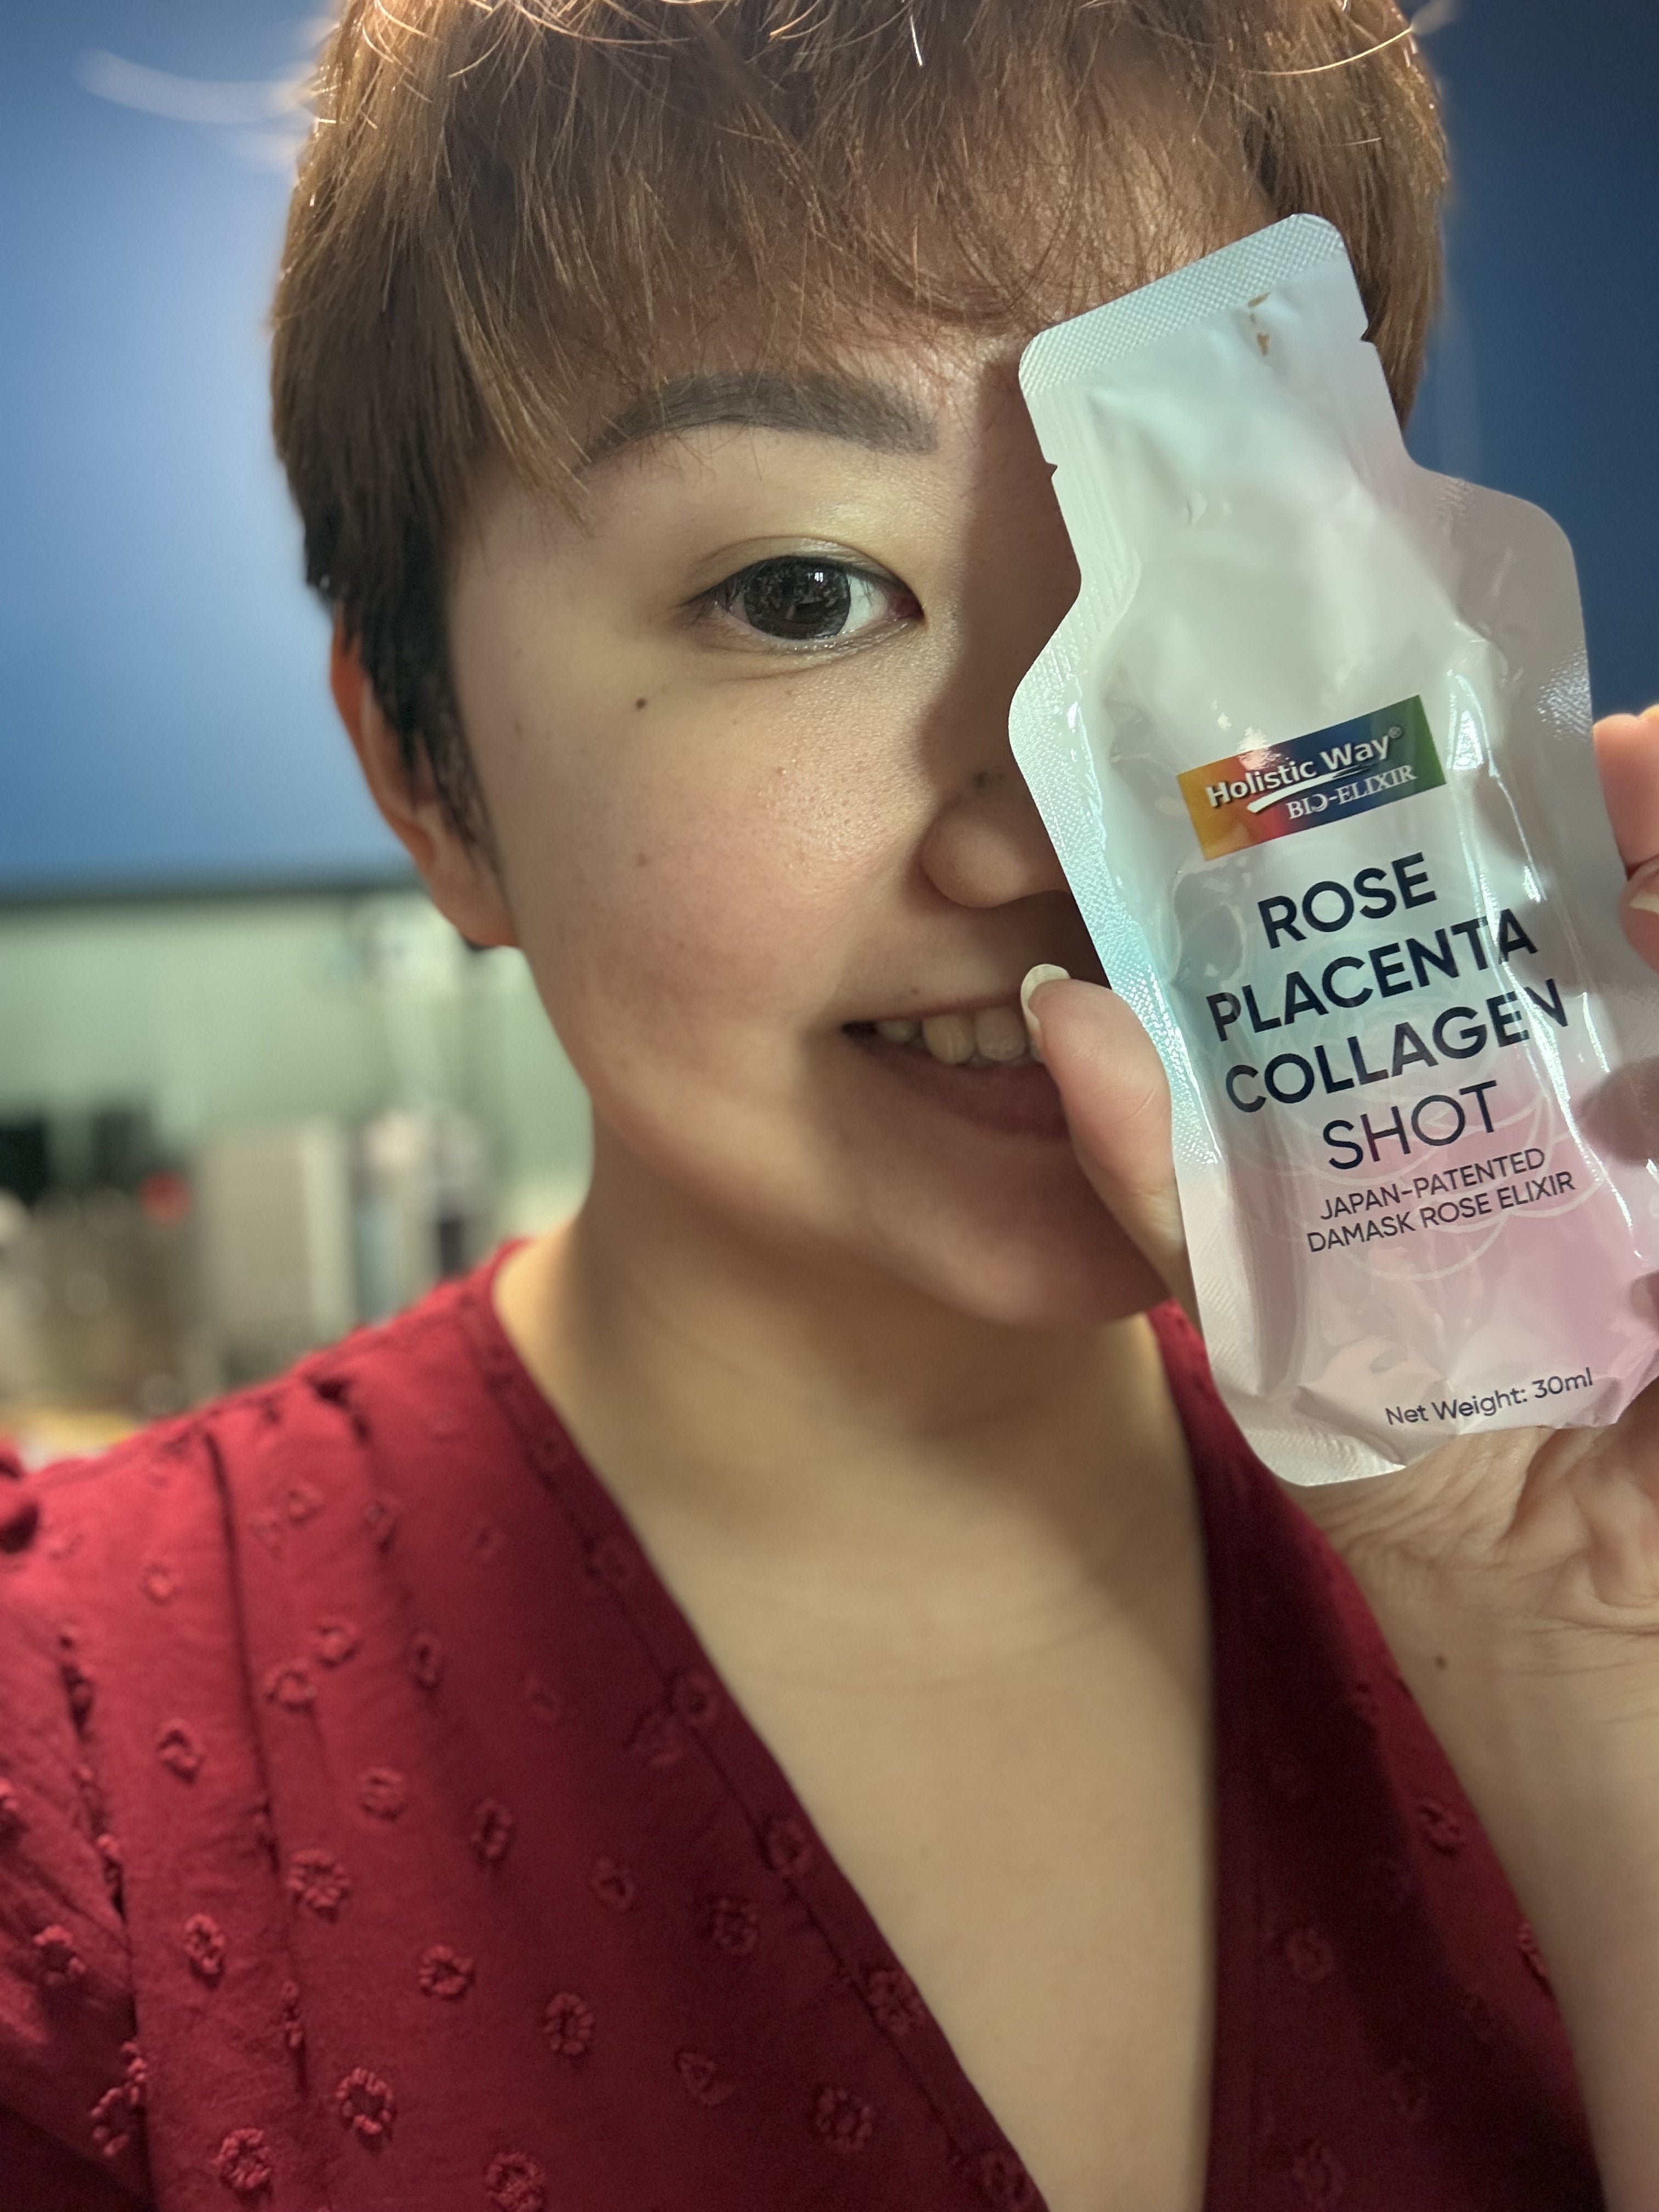 Holistic Way®
BIO-ELIXIR
ROSE
PLACENTA
COLLAGEN
SHOT
JAPAN-PATENTED
DAMASK ROSE ELIXIR
Net Weight: 30ml